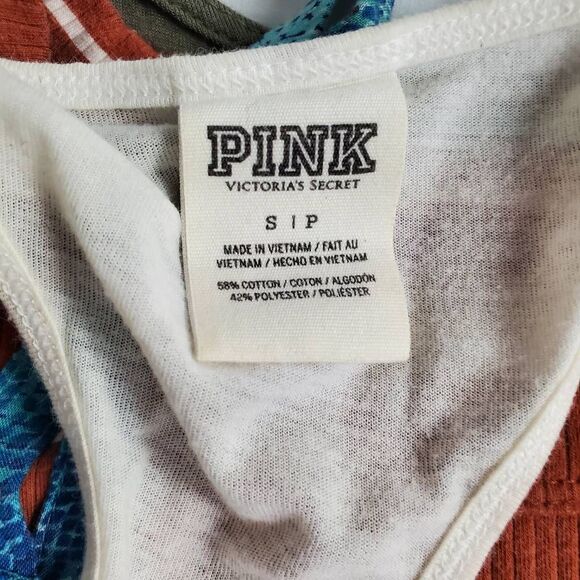 PINK
VICTORIA'S SECRET
S | P
MADE IN VIETNAM / FAIT AU
VIETNAM / HECHO EN VIETNAM
58% COTTON / COTON / ALGODÓN
42% POLYESTER / POLIÉSTER